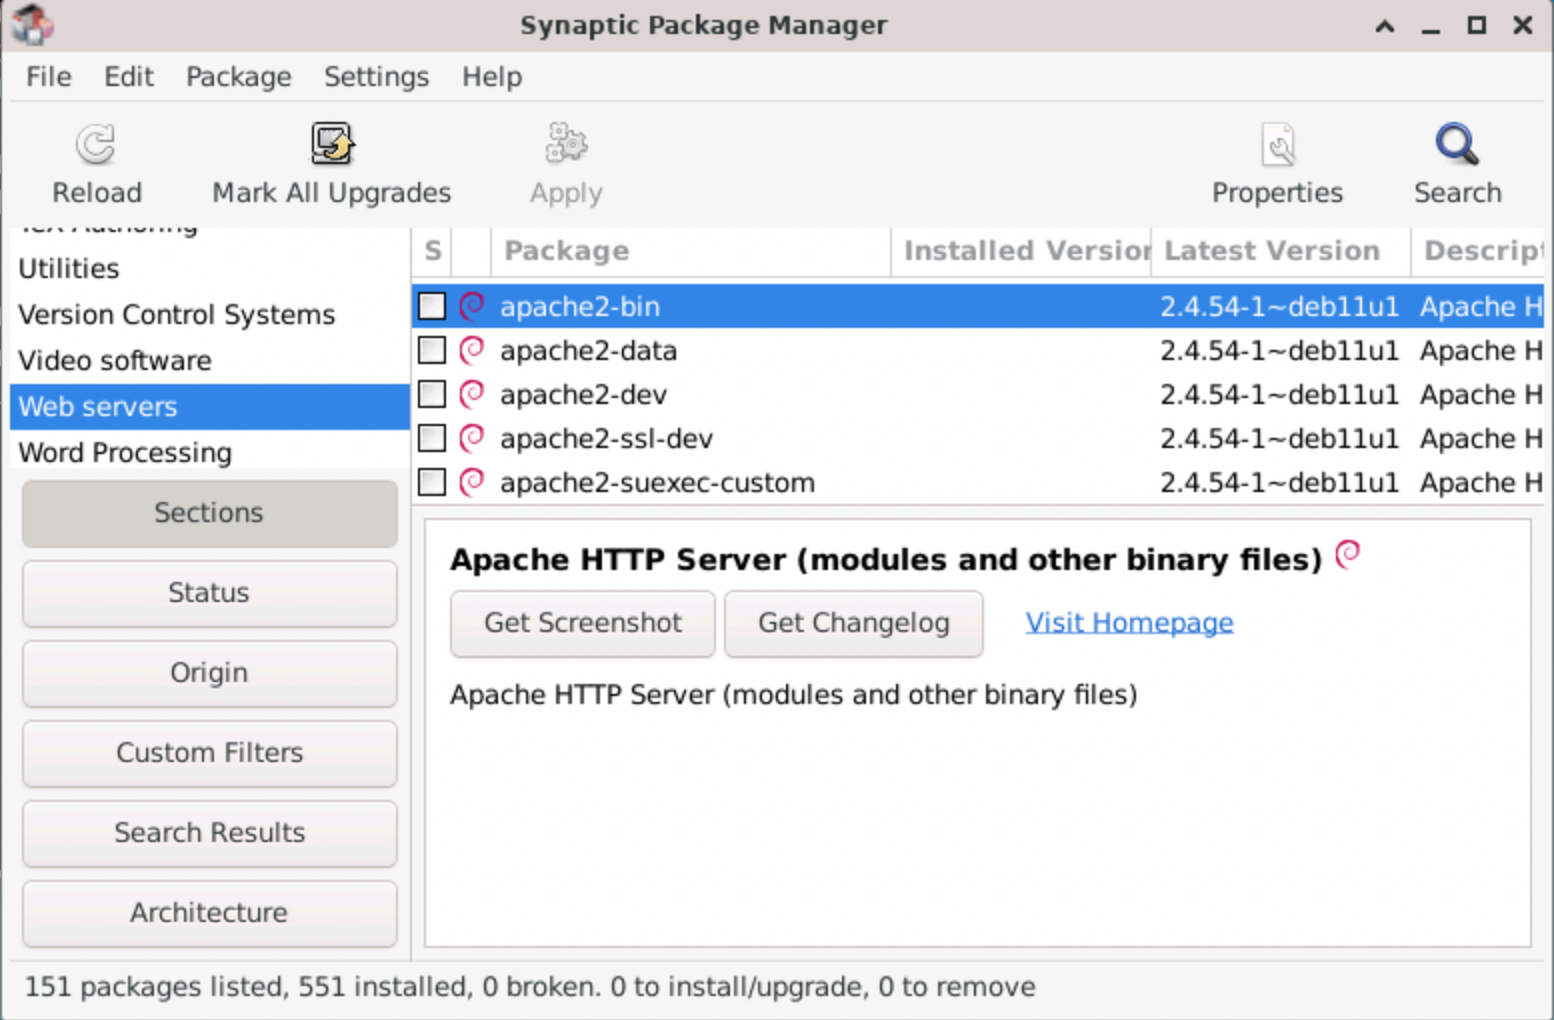 Synaptic Package Manager
File Edit Package Settings Help
Reload Mark All Upgrades Apply Properties Search
TeX Authoring
Utilities
Version Control Systems
Video software
Web servers
Word Processing
Sections
Status
Origin
Custom Filters
Search Results
Architecture
S Package Installed Version Latest Version Descript
apache2-bin 2.4.54-1~deb11u1 Apache H
apache2-data 2.4.54-1~deb11u1 Apache H
apache2-dev 2.4.54-1~deb11u1 Apache H
apache2-ssl-dev 2.4.54-1~deb11u1 Apache H
apache2-suexec-custom 2.4.54-1~deb11u1 Apache H
Apache HTTP Server (modules and other binary files)
Get Screenshot Get Changelog Visit Homepage
Apache HTTP Server (modules and other binary files)
151 packages listed, 551 installed, 0 broken. 0 to install/upgrade, 0 to remove